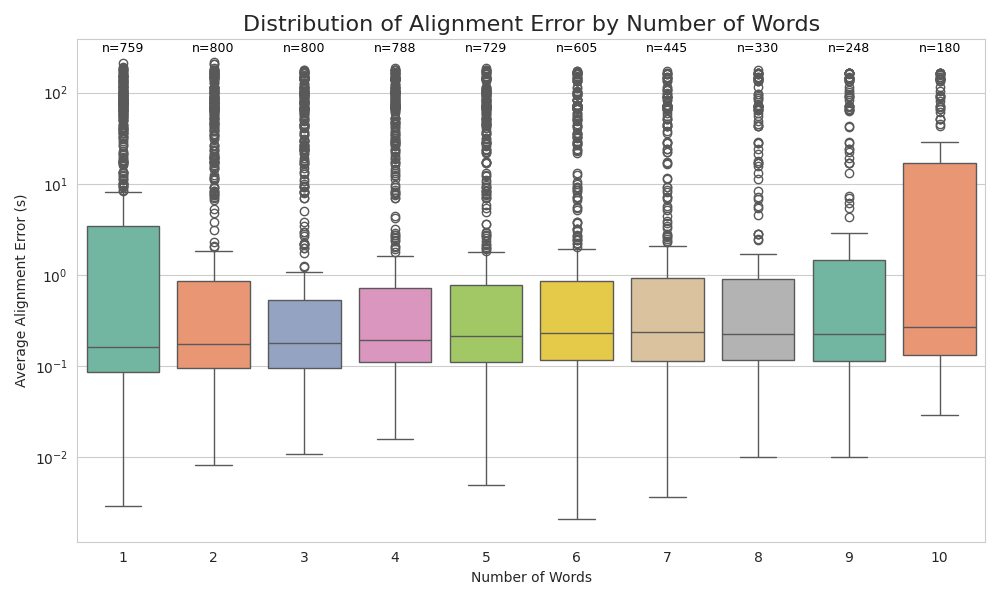 Distribution of Alignment Error by Number of Words
n=759 n=800 n=800 n=788 n=729 n=605 n=445 n=330 n=248 n=180
Average Alignment Error (s)
10²
10¹
10⁰
10⁻¹
10⁻²
1 2 3 4 5 6 7 8 9 10
Number of Words